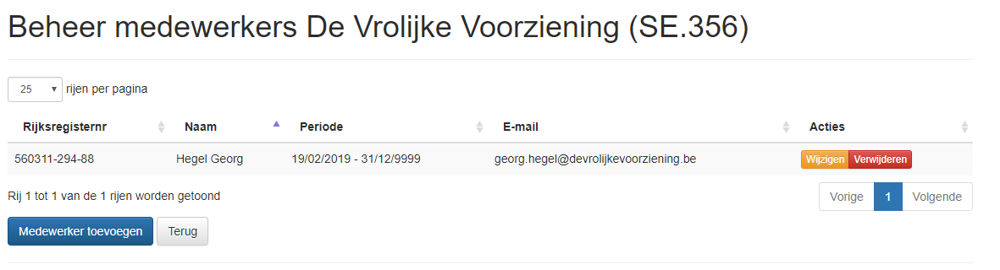 Beheer medewerkers De Vrolijke Voorziening (SE.356)
25 rijen per pagina
Rijksregisternr Naam Periode E-mail Acties
560311-294-88 Hegel Georg 19/02/2019 - 31/12/9999 georg.hegel@devrolijkevoorziening.be Wijzigen Verwijderen
Rij 1 tot 1 van de 1 rijen worden getoond Vorige 1 Volgende
Medewerker toevoegen Terug